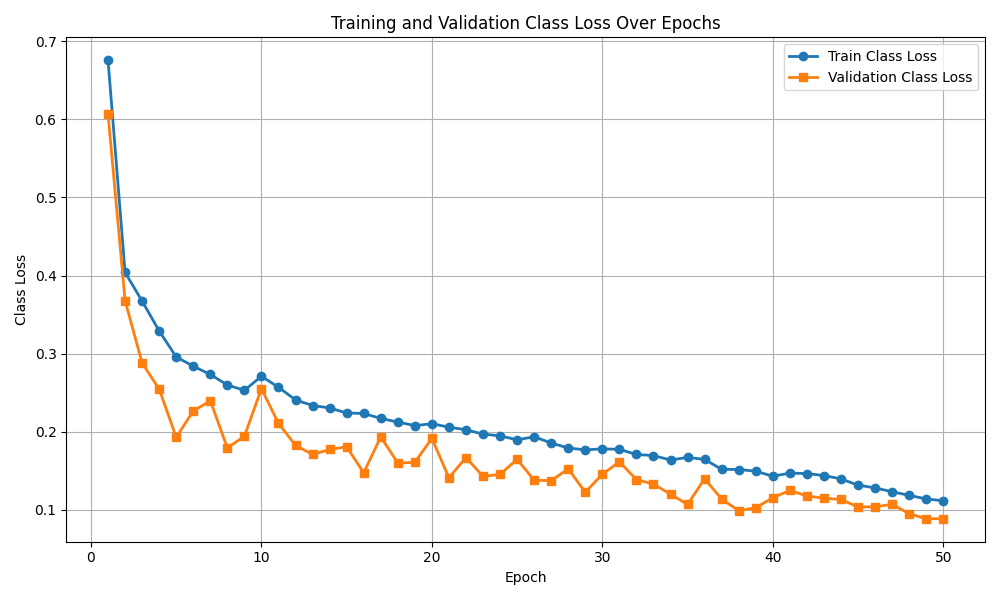 Training and Validation Class Loss Over Epochs
Train Class Loss
Validation Class Loss
Class Loss
0.7
0.6
0.5
0.4
0.3
0.2
0.1
0 10 20 30 40 50
Epoch